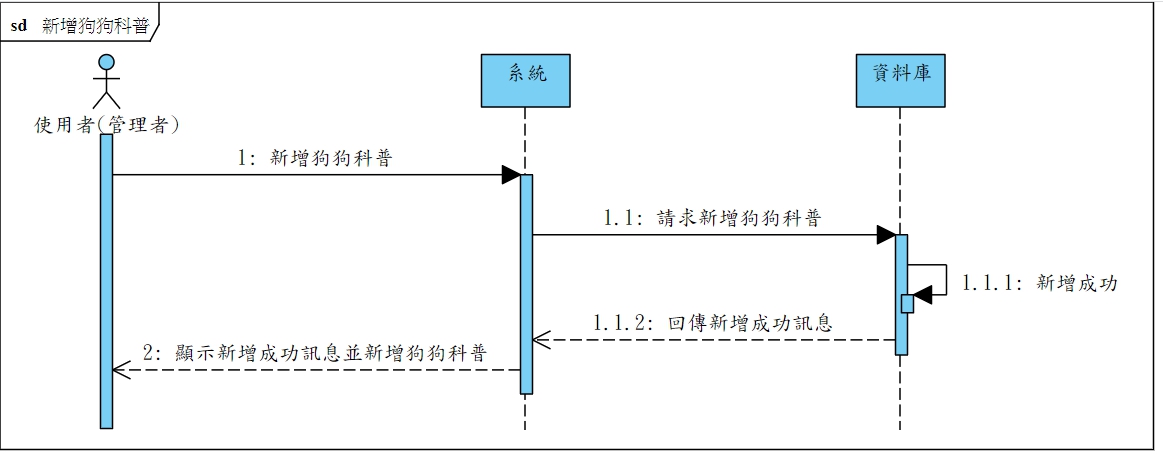 sd 新增狗狗科普
使用者(管理者)
系統
資料庫
1: 新增狗狗科普
1.1: 請求新增狗狗科普
1.1.1: 新增成功
1.1.2: 回傳新增成功訊息
2: 顯示新增成功訊息並新增狗狗科普